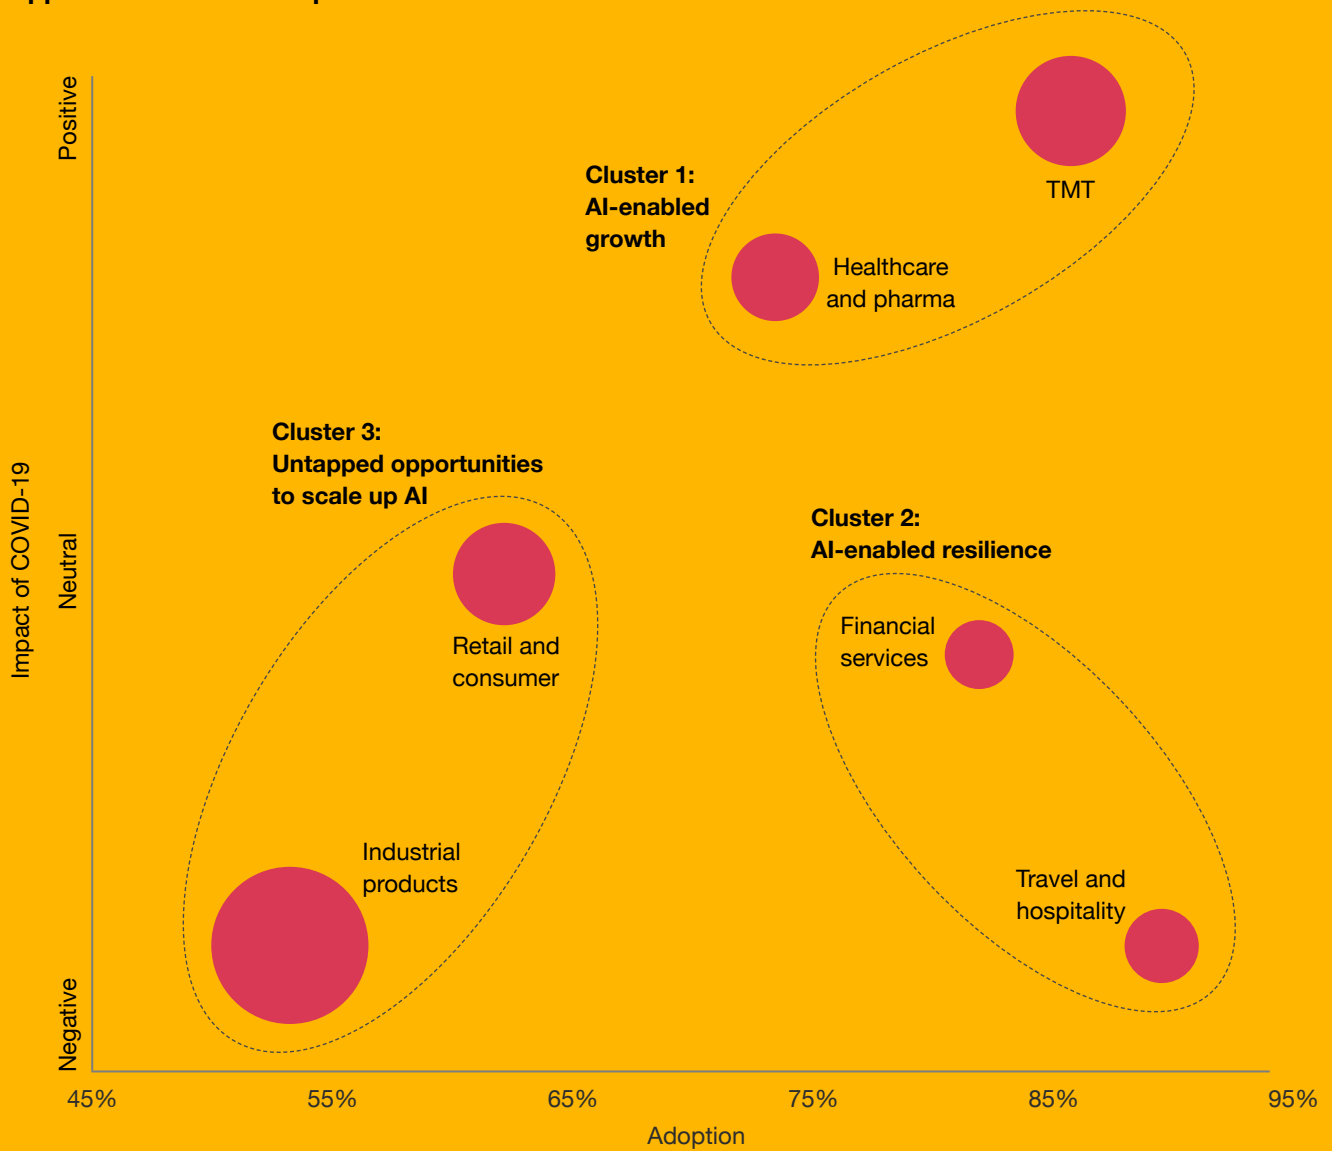 Positive
Cluster 1:
AI-enabled
growth
TMT
Healthcare
and pharma
Cluster 3:
Untapped opportunities
to scale up AI
Impact of COVID-19
Neutral
Cluster 2:
AI-enabled resilience
Retail and
consumer
Financial
services
Industrial
products
Travel and
hospitality
Negative
45% 55% 65% 75% 85% 95%
Adoption